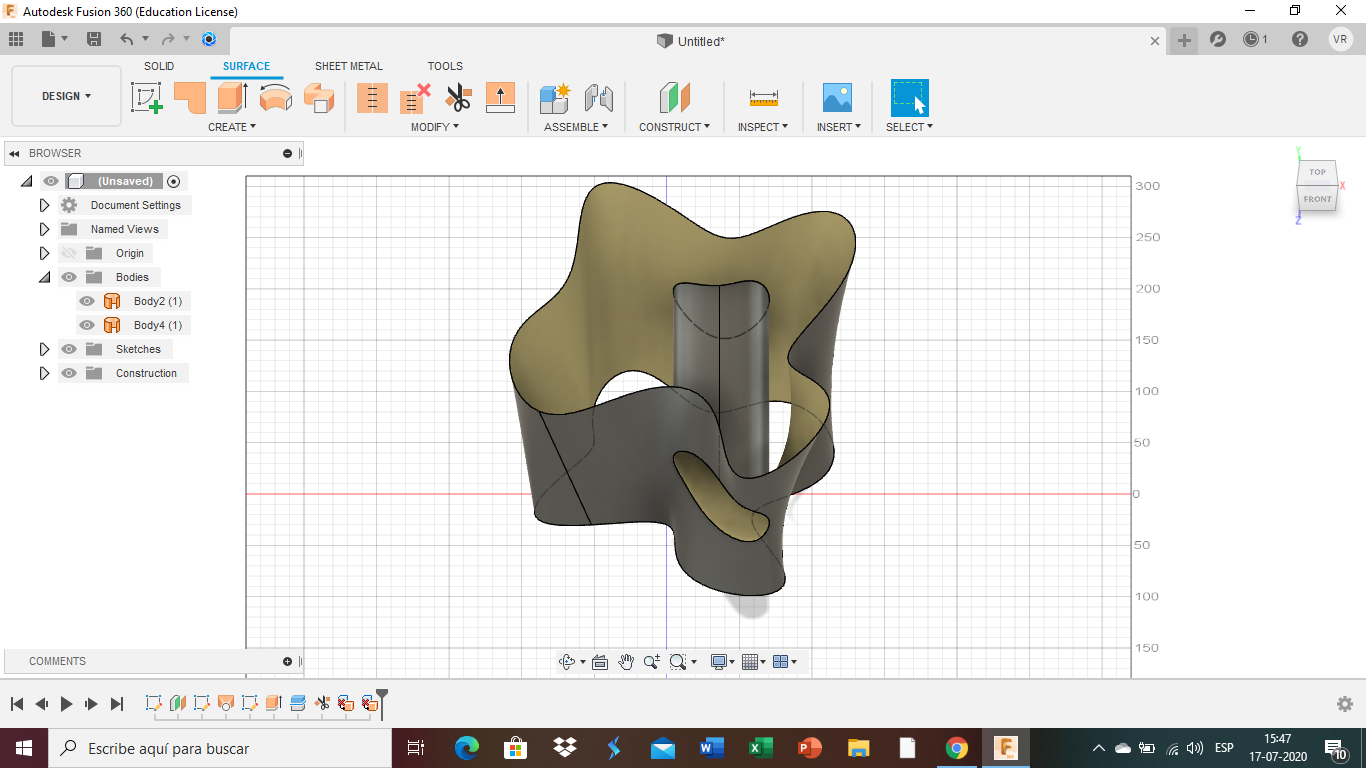 Autodesk Fusion 360 (Education License)
Untitled*
1
VR
DESIGN
SOLID
SURFACE
SHEET METAL
TOOLS
CREATE
MODIFY
ASSEMBLE
CONSTRUCT
INSPECT
INSERT
SELECT
BROWSER
(Unsaved)
Document Settings
Named Views
Origin
Bodies
Body2 (1)
Body4 (1)
Sketches
Construction
Y
TOP
X
FRONT
Z
300
250
200
150
100
50
0
50
100
150
COMMENTS
Escribe aquí para buscar
ESP
15:47
17-07-2020
10